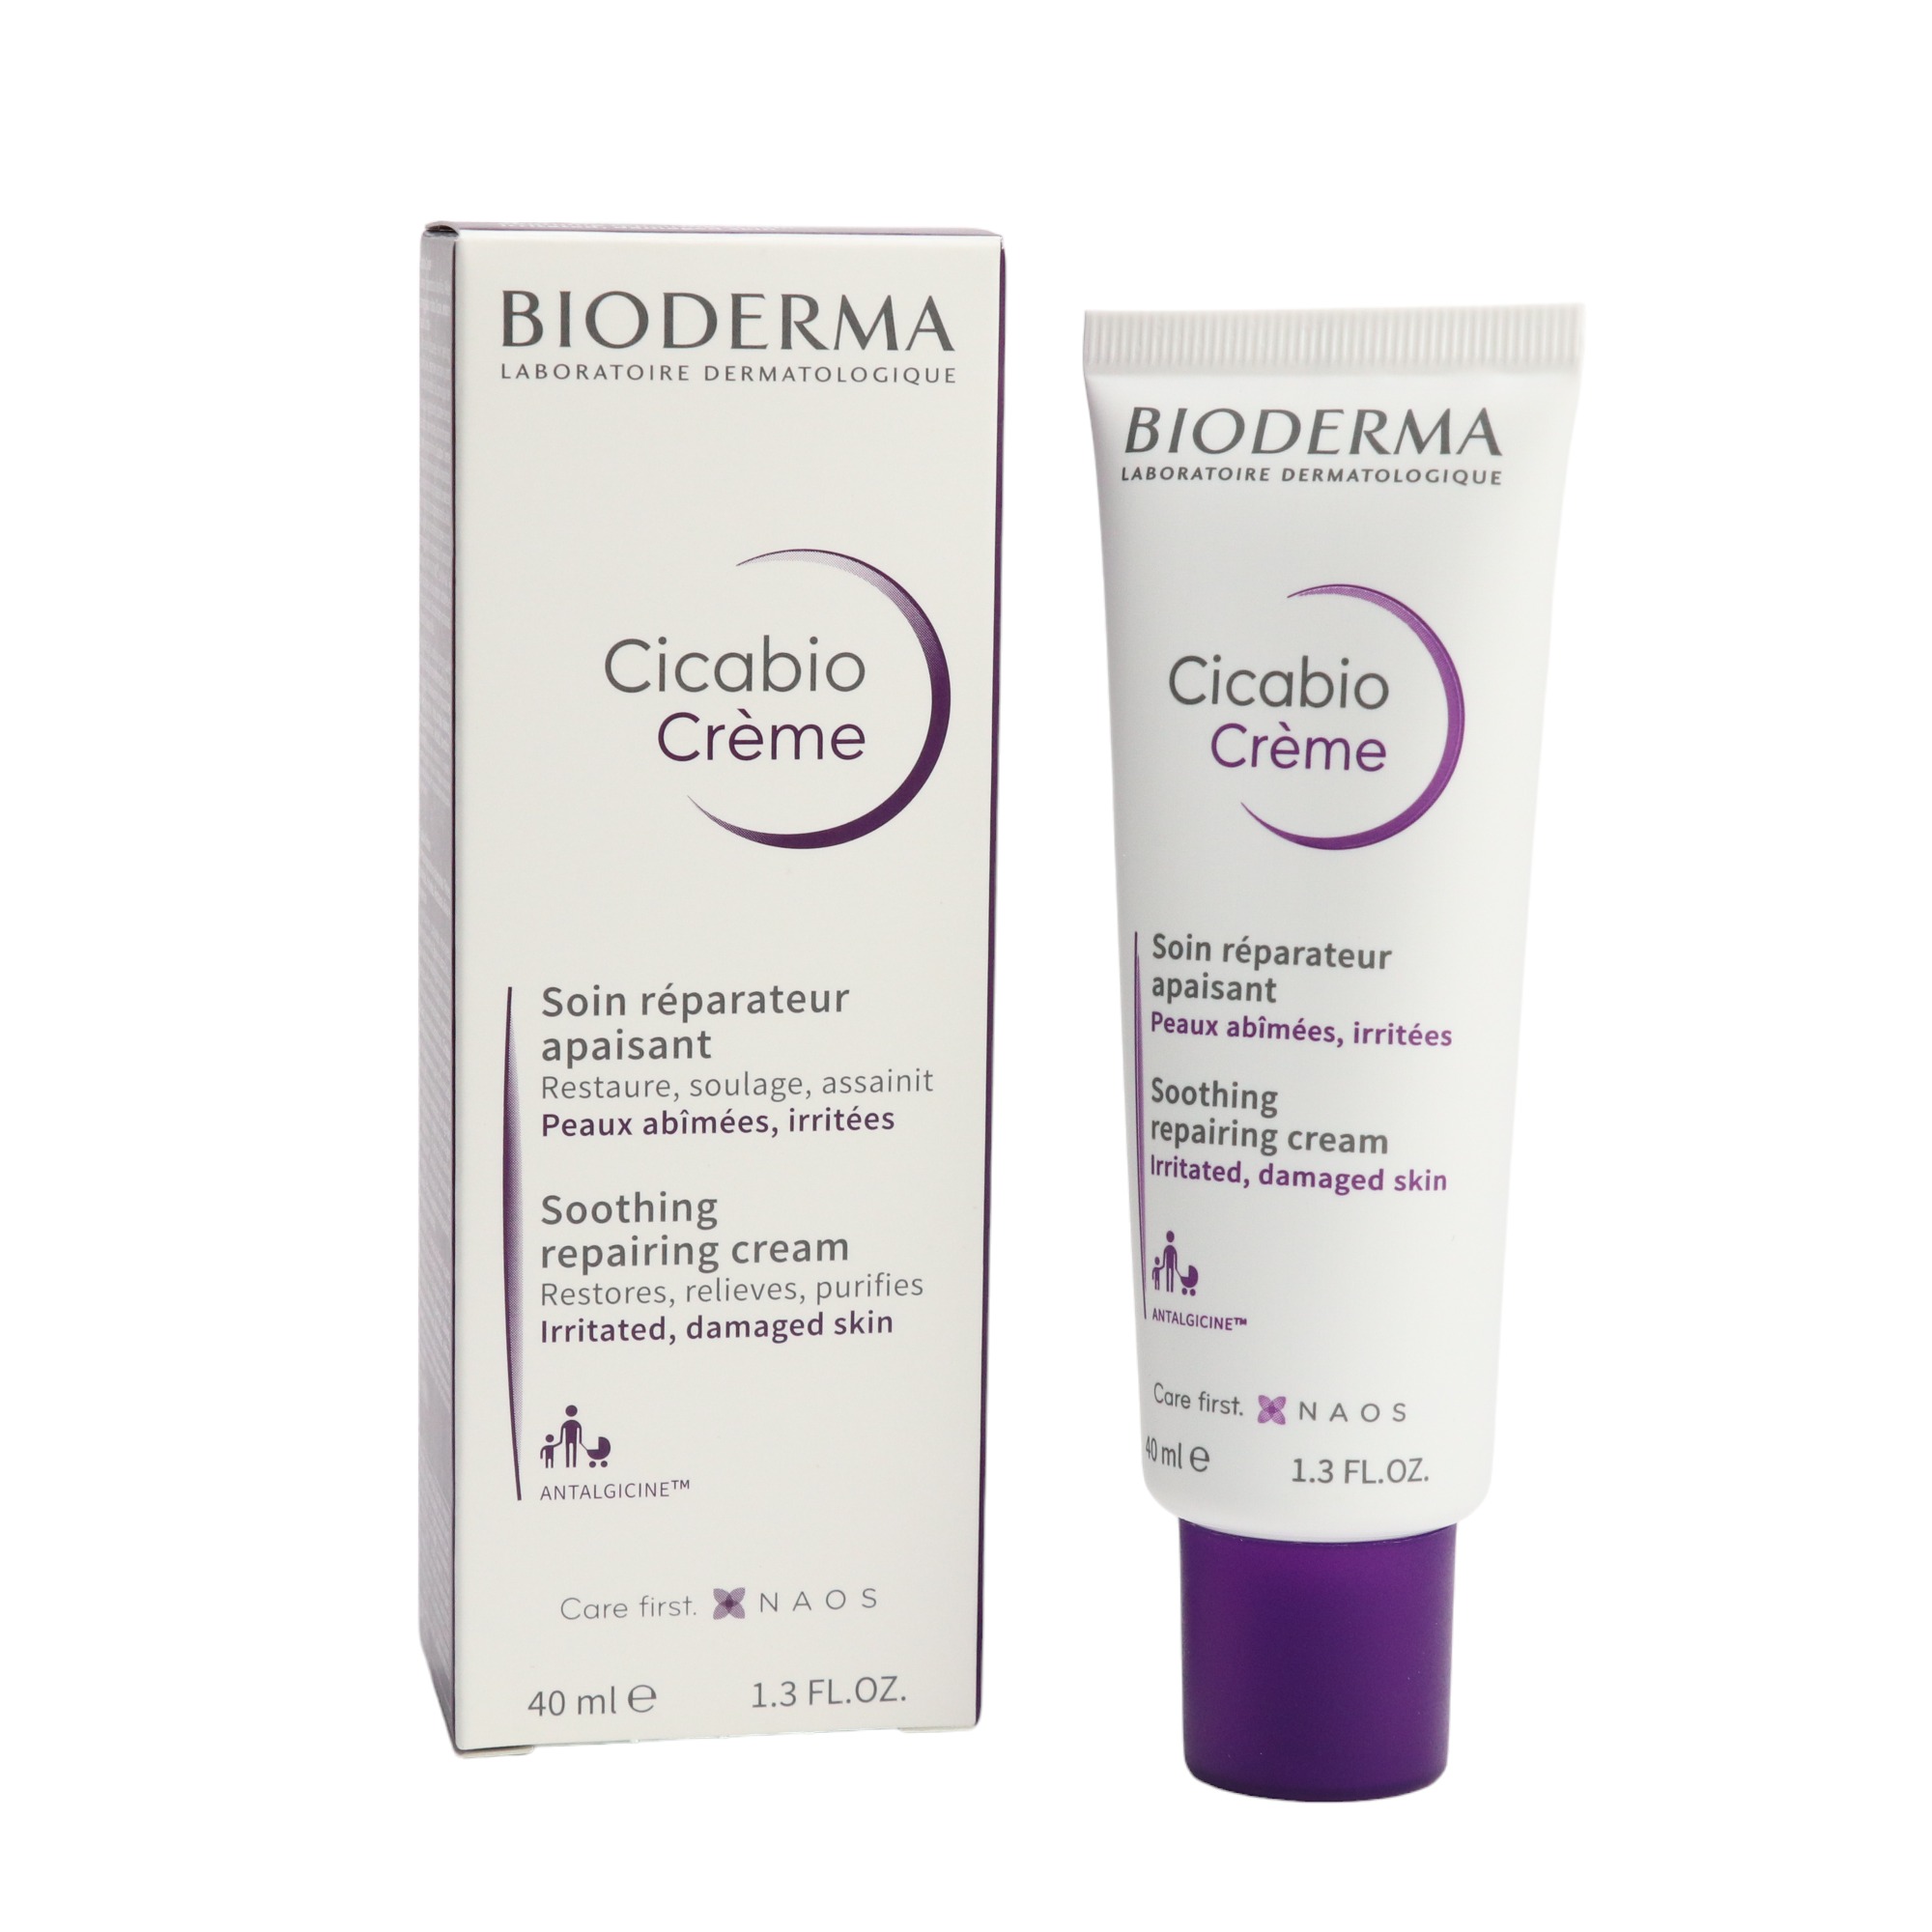 BIODERMA
LABORATOIRE DERMATOLOGIQUE
Cicabio
Crème
Soin réparateur
apaisant
Restaure, soulage, assainit
Peaux abîmées, irritées
Soothing
repairing cream
Restores, relieves, purifies
Irritated, damaged skin
ANTALGICINE™
Care first. NAOS
40 ml ℮ 1.3 FL.OZ.
BIODERMA
LABORATOIRE DERMATOLOGIQUE
Cicabio
Crème
Soin réparateur
apaisant
Peaux abîmées, irritées
Soothing
repairing cream
Irritated, damaged skin
ANTALGICINE™
Care first. NAOS
40 ml ℮ 1.3 FL.OZ.